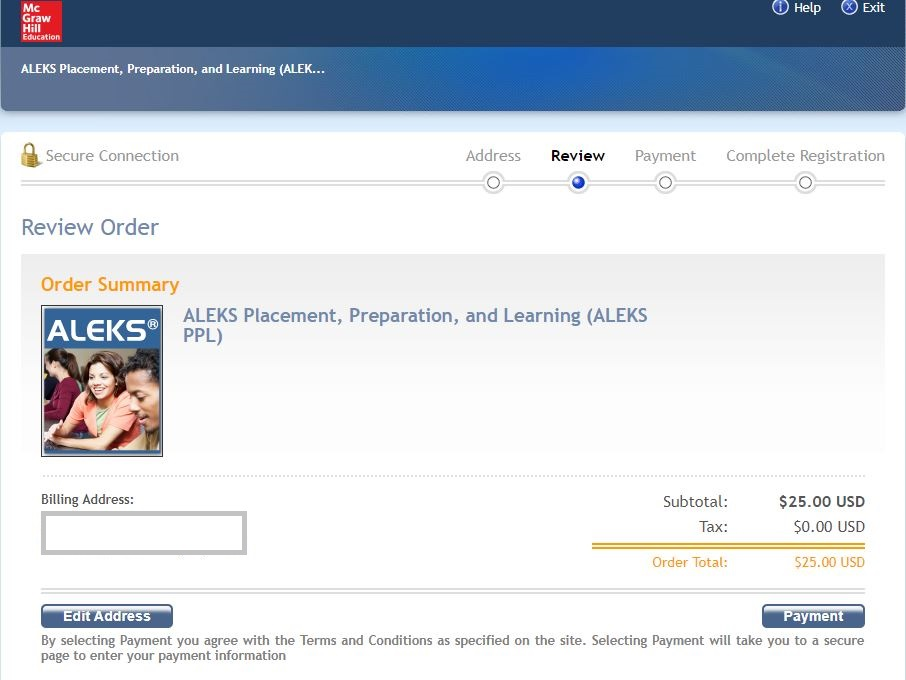 Mc
Graw
Hill
Education
Help
Exit
ALEKS Placement, Preparation, and Learning (ALEK...
Secure Connection
Address
Review
Payment
Complete Registration
Review Order
Order Summary
ALEKS®
ALEKS Placement, Preparation, and Learning (ALEKS
PPL)
Billing Address:
Subtotal: $25.00 USD
Tax: $0.00 USD
Order Total: $25.00 USD
Edit Address
Payment
By selecting Payment you agree with the Terms and Conditions as specified on the site. Selecting Payment will take you to a secure
page to enter your payment information